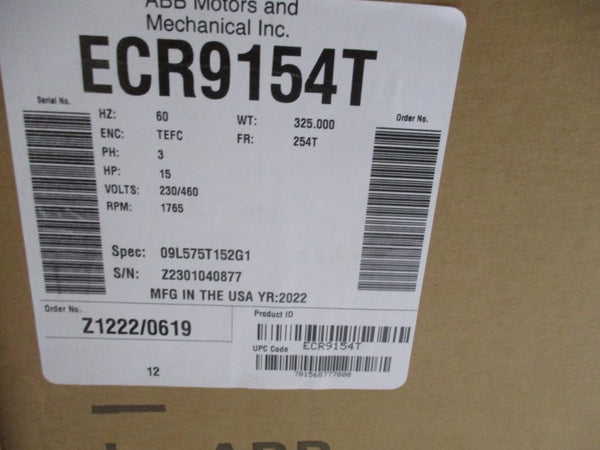 ABB Motors and
Mechanical Inc.
ECR9154T
Serial No.
Order No.
HZ: 60 WT: 325.000
ENC: TEFC FR: 254T
PH: 3
HP: 15
VOLTS: 230/460
RPM: 1765
Spec: 09L575T152G1
S/N: Z2301040877
MFG IN THE USA YR:2022
Order No.
Z1222/0619
12
Product ID
ECR9154T
UPC Code
781568777800
ABB